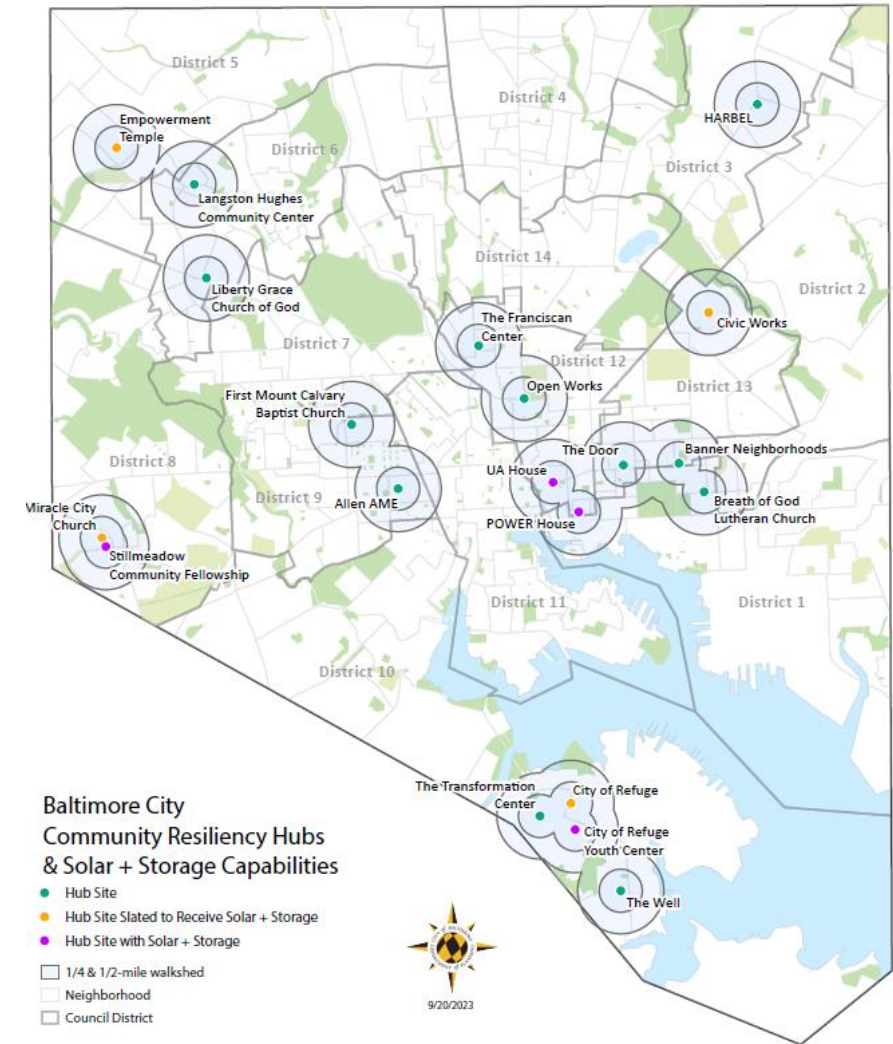 District 5
District 4
Empowerment
Temple
HARBEL
District 6
District 3
Langston Hughes
Community Center
District 14
Liberty Grace
Church of God
District 2
The Franciscan
Center
Civic Works
District 7
District 12
Open Works
District 13
First Mount Calvary
Baptist Church
The Door
Banner Neighborhoods
District 8
UA House
District 9
Allen AME
Breath of God
Lutheran Church
Miracle City
Church
POWER House
Stillmeadow
Community Fellowship
District 11
District 1
District 10
The Transformation
Center
City of Refuge
City of Refuge
Youth Center
The Well
Baltimore City
Community Resiliency Hubs
& Solar + Storage Capabilities
Hub Site
Hub Site Slated to Receive Solar + Storage
Hub Site with Solar + Storage
1/4 & 1/2-mile walkshed
Neighborhood
Council District
9/20/2023